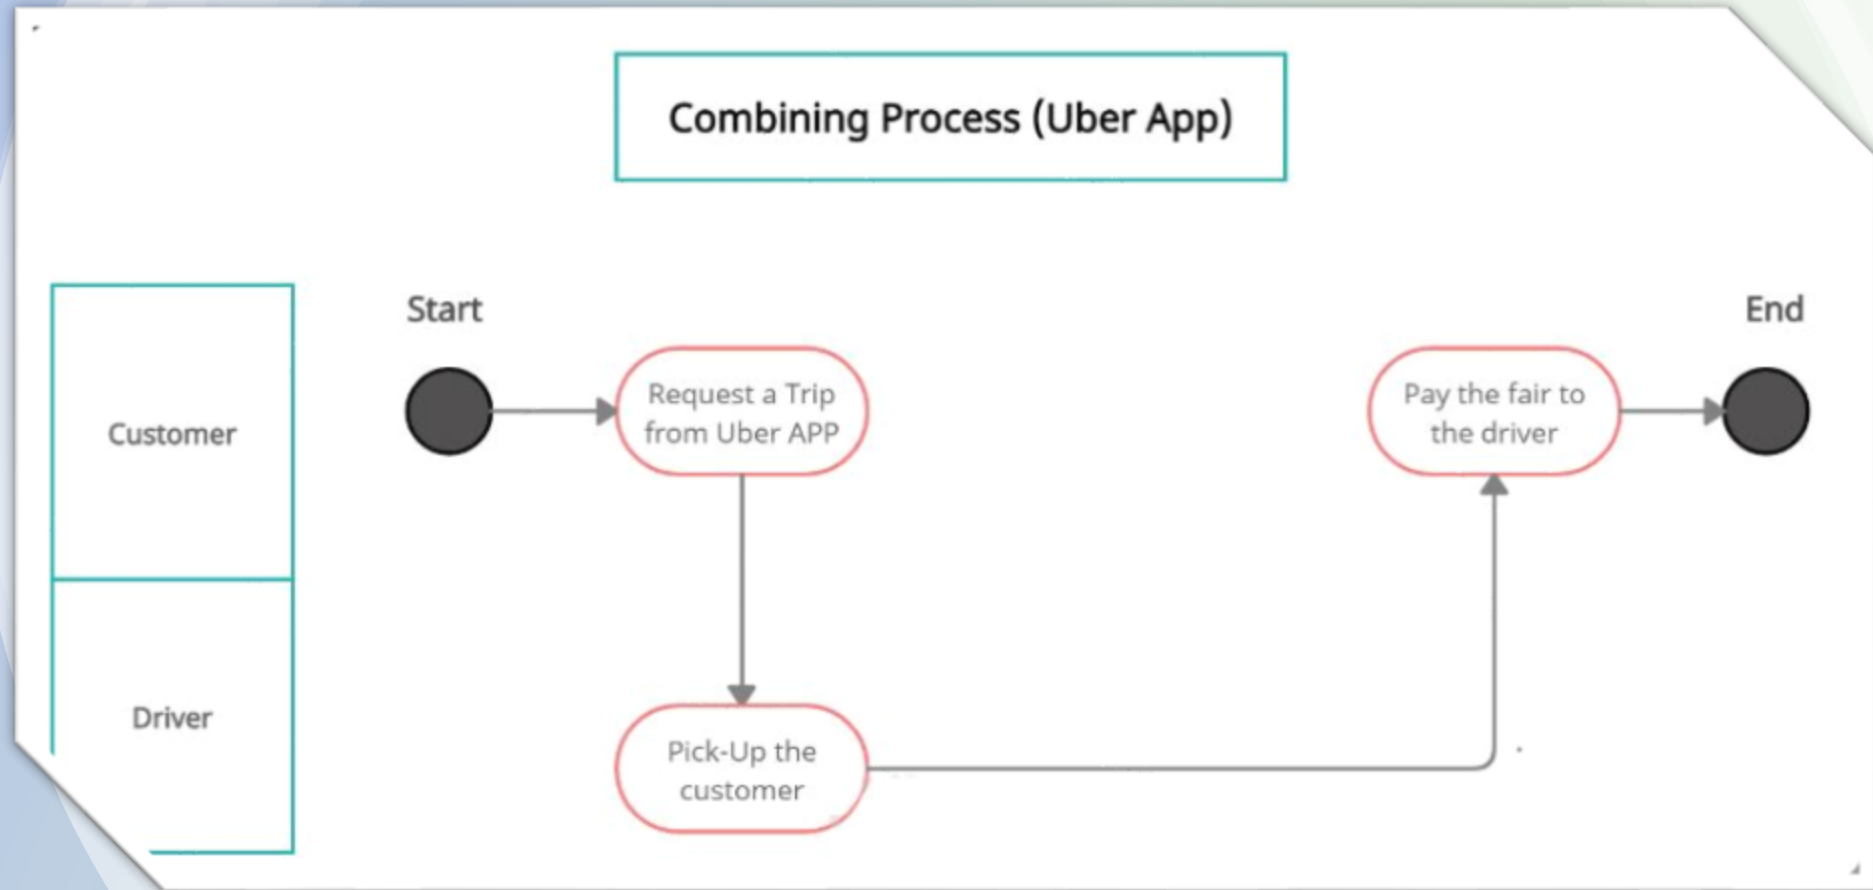 Combining Process (Uber App)
Start
End
Customer
Request a Trip
from Uber APP
Pay the fair to
the driver
Driver
Pick-Up the
customer